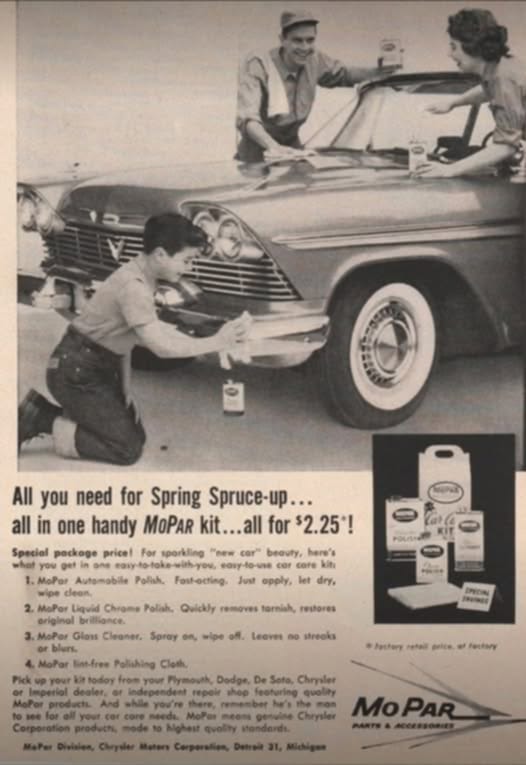 All you need for Spring Spruce-up...
all in one handy MOPAR kit...all for $2.25*!
Special package price! For sparkling "new car" beauty, here's
what you get in one easy-to-take-with-you, easy-to-use car care kit:
1. MoPar Automobile Polish. Fast-acting. Just apply, let dry,
wipe clean.
2. MoPar Liquid Chrome Polish. Quickly removes tarnish, restores
original brilliance.
3. MoPar Glass Cleaner. Spray on, wipe off. Leaves no streaks
or blurs.
4. MoPar lint-free Polishing Cloth.
Pick up your kit today from your Plymouth, Dodge, De Soto, Chrysler
or Imperial dealer, or independent repair shop featuring quality
MoPar products. And while you're there, remember he's the man
to see for all your car care needs. MoPar means genuine Chrysler
Corporation products, made to highest quality standards.
MoPar Division, Chrysler Motors Corporation, Detroit 31, Michigan
MOPAR
Car Care
KIT
POLISH
POLISH
SPECIAL
SAVINGS
* Factory retail price, at factory
MOPAR
PARTS & ACCESSORIES